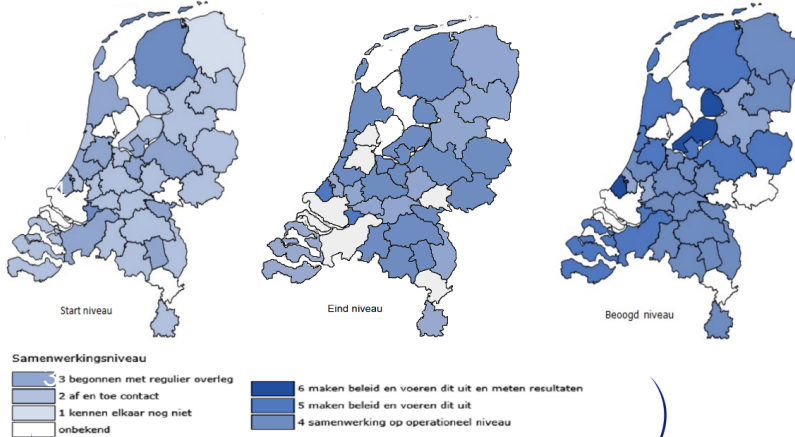 Start niveau
Eind niveau
Beoogd niveau
Samenwerkingsniveau
3 begonnen met regulier overleg
2 af en toe contact
1 kennen elkaar nog niet
onbekend
6 maken beleid en voeren dit uit en meten resultaten
5 maken beleid en voeren dit uit
4 samenwerking op operationeel niveau